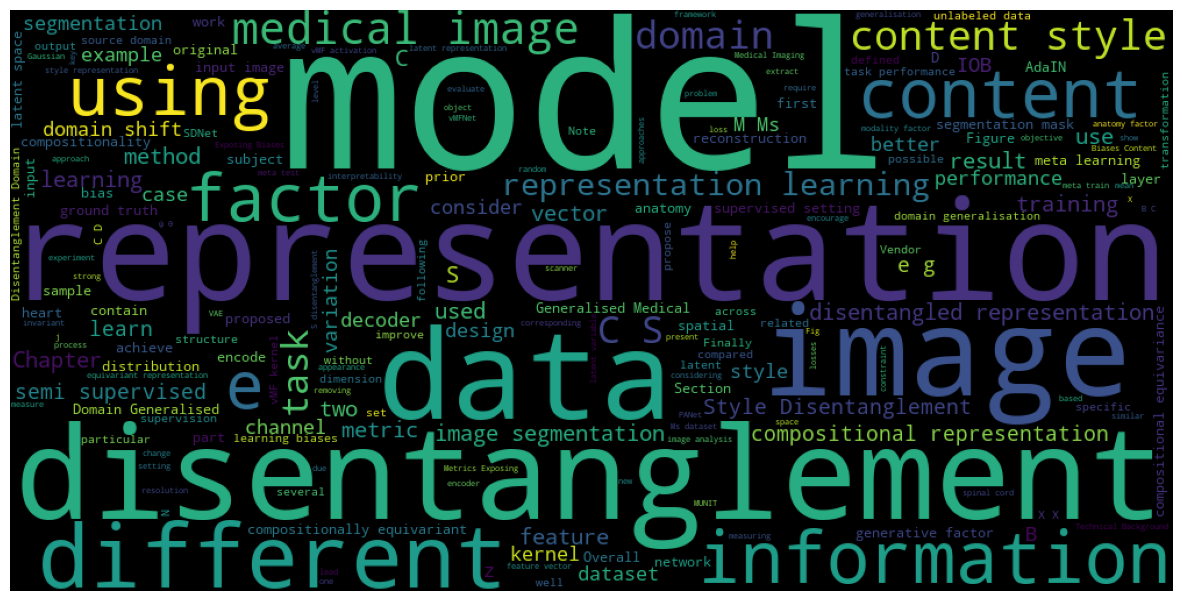 segmentation work medical image framework generalisation unlabeled data
output source domain average vMF activation latent representation domain content style
Gaussian example original key style representation C Medical Imaging defined D
latent space using input image level evaluate extract task performance IOB AdaIN
model require content
domain shift SDNet object problem first modality factor segmentation mask anatomy factor
compositionality vMFNet Note approaches loss M Ms reconstruction Figure objective use show Biases Content transformation
input approach method Exposing Biases subject random better possible result meta learning
learning meta test interpretability prior representation learning performance meta train mean layer
bias case factor consider vector anatomy supervised setting training X
ground truth encourage domain generalisation B C
Disentanglement Domain C D representation
experiment variation following propose help Vendor
strong S scanner e g
sample contain used Generalised Medical disentangled representation
heart invariant VAE proposed decoder design C S across related Fig
learn structure improve corresponding spatial Finally present losses image
Chapter process achieve encode without appearance S disentanglement latent variable compared latent
equivariant representation vMF kernel task dimension considering style constraint compositional equivariance
distribution e removing data Section based
semi supervised measure two set PANet Style Disentanglement specific similar
Domain Generalised supervision channel metric image segmentation Ms dataset space compositional representation
particular part learning biases image analysis
change setting due Metrics Exposing
disentanglement
resolution several encoder new MUNIT spinal cord
N X X
different compositionally equivariant feature measuring generative factor B Technical Background
kernel Overall network information
lead one Z feature vector well dataset